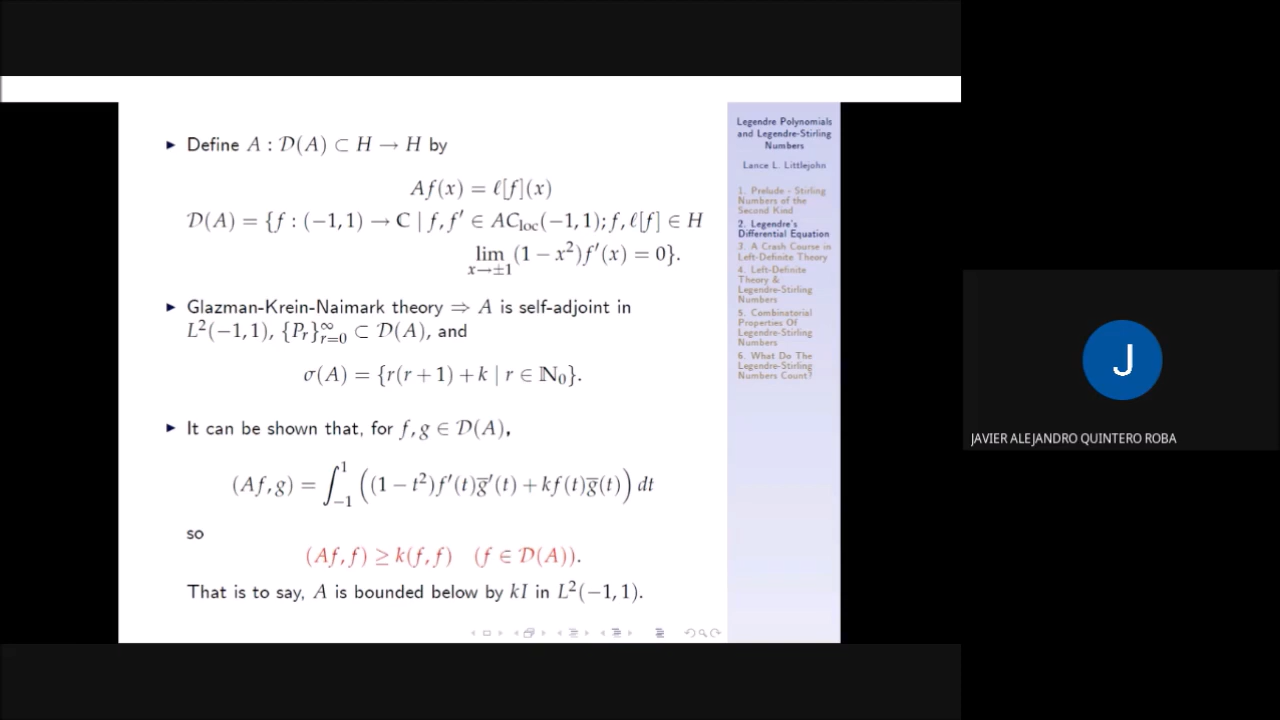 ► Define A : D(A) ⊂ H → H by
Af(x) = ℓ[f](x)
D(A) = {f : (−1, 1) → C | f, f′ ∈ AC_loc(−1, 1); f, ℓ[f] ∈ H
lim_{x→±1} (1 − x²)f′(x) = 0}.
► Glazman-Krein-Naimark theory ⇒ A is self-adjoint in
L²(−1, 1), {P_r}_{r=0}^∞ ⊂ D(A), and
σ(A) = {r(r + 1) + k | r ∈ ℕ₀}.
► It can be shown that, for f, g ∈ D(A),
(Af, g) = ∫_{−1}^{1} ((1 − t²)f′(t)g̅′(t) + kf(t)g̅(t)) dt
so
(Af, f) ≥ k(f, f) (f ∈ D(A)).
That is to say, A is bounded below by kI in L²(−1, 1).
Legendre Polynomials
and Legendre-Stirling
Numbers
Lance L. Littlejohn
1. Prelude - Stirling
Numbers of the
Second Kind
2. Legendre's
Differential Equation
3. A Crash Course in
Left-Definite Theory
4. Left-Definite
Theory &
Legendre-Stirling
Numbers
5. Combinatorial
Properties Of
Legendre-Stirling
Numbers
6. What Do The
Legendre-Stirling
Numbers Count?
J
JAVIER ALEJANDRO QUINTERO ROBA